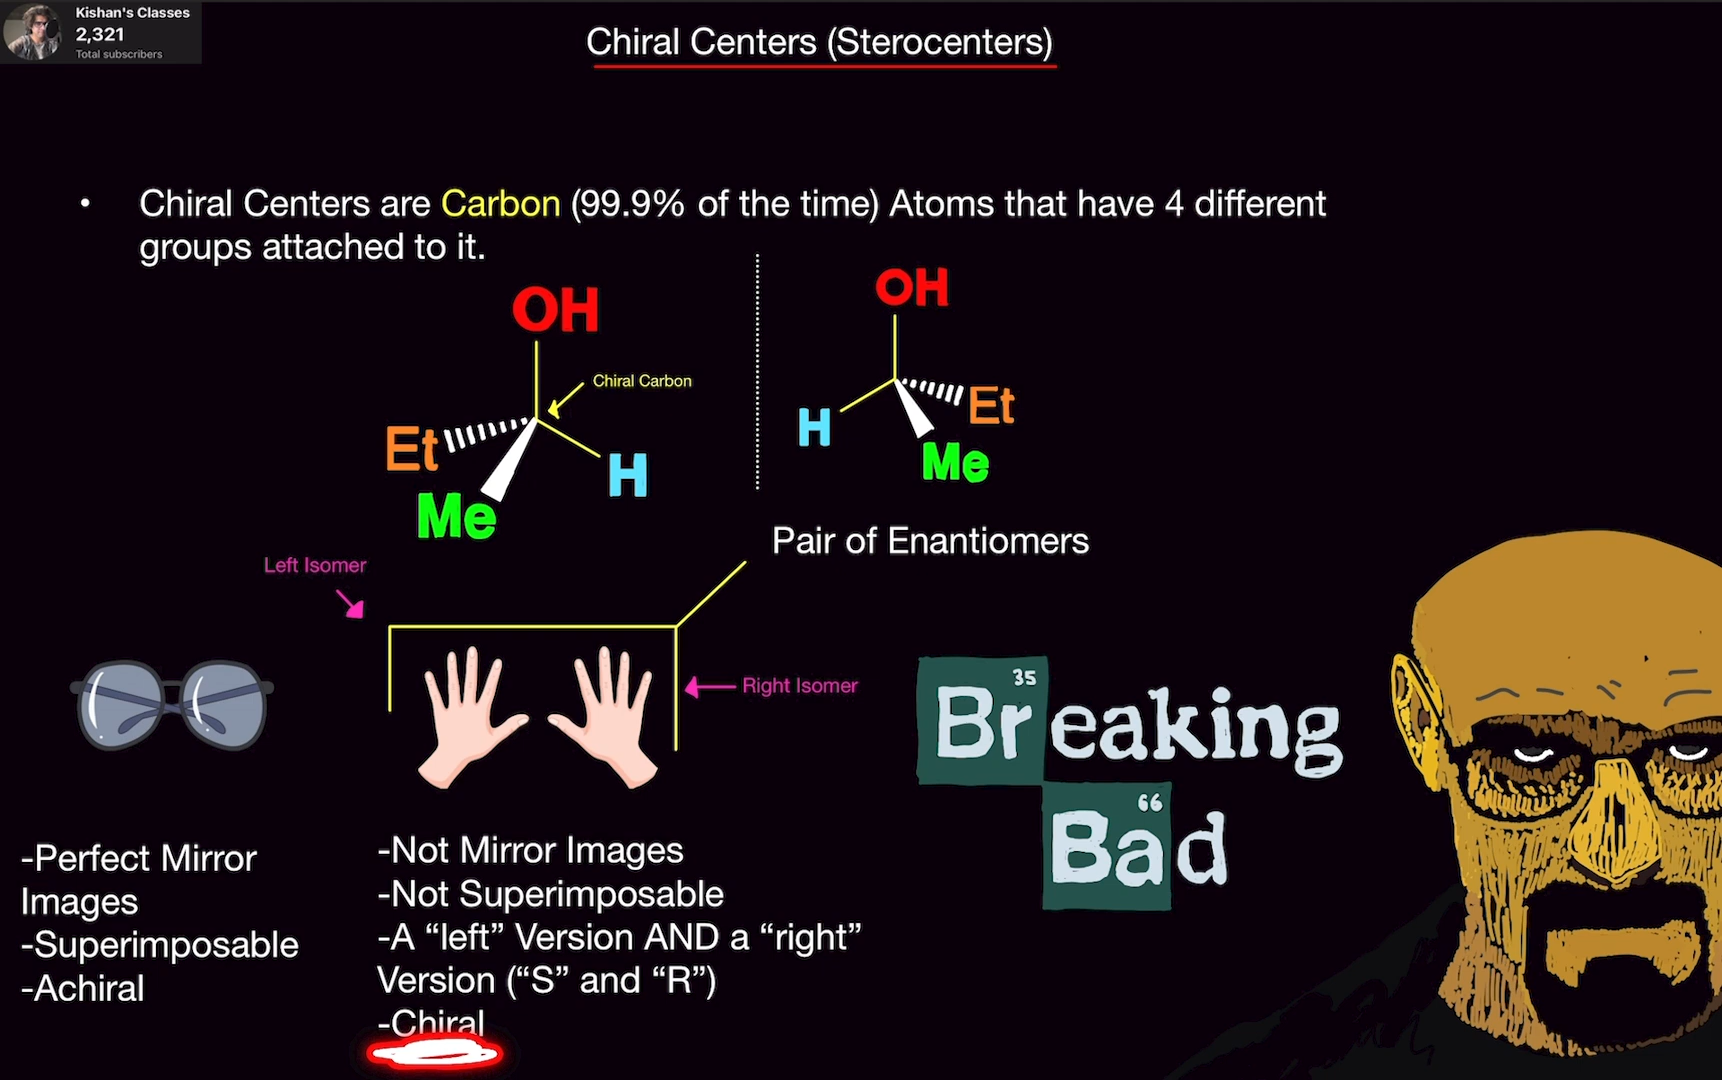 Kishan's Classes
2,321
Total subscribers
Chiral Centers (Sterocenters)
• Chiral Centers are Carbon (99.9% of the time) Atoms that have 4 different
groups attached to it.
OH
Chiral Carbon
Et
H
Me
OH
H
Et
Me
Pair of Enantiomers
Left Isomer
Right Isomer
35
Breaking
66
Bad
-Perfect Mirror
Images
-Superimposable
-Achiral
-Not Mirror Images
-Not Superimposable
-A “left” Version AND a “right”
Version (“S” and “R”)
-Chiral